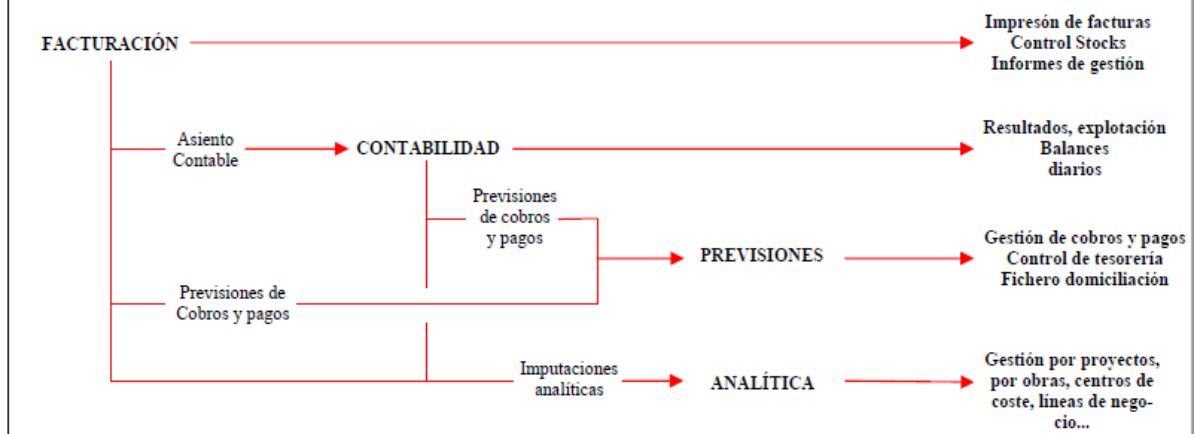 FACTURACIÓN
Impresón de facturas
Control Stocks
Informes de gestión
Asiento
Contable
CONTABILIDAD
Resultados, explotación
Balances
diarios
Previsiones
de cobros
y pagos
PREVISIONES
Gestión de cobros y pagos
Control de tesorería
Fichero domiciliación
Previsiones de
Cobros y pagos
Imputaciones
analíticas
ANALÍTICA
Gestión por proyectos,
por obras, centros de
coste, líneas de nego-
cio...